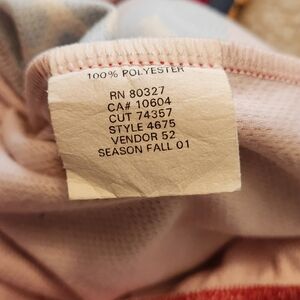 100% POLYESTER
RN 80327
CA# 10604
CUT 74357
STYLE 4675
VENDOR 52
SEASON FALL 01